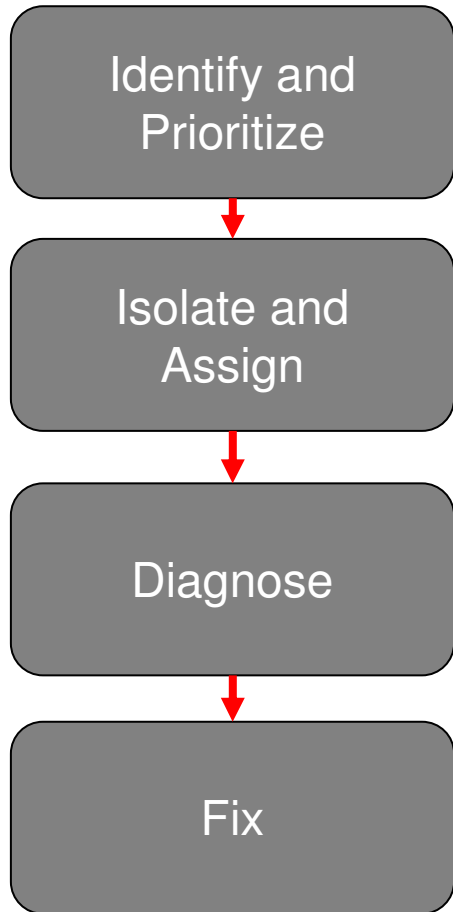 Identify and
Prioritize
Isolate and
Assign
Diagnose
Fix